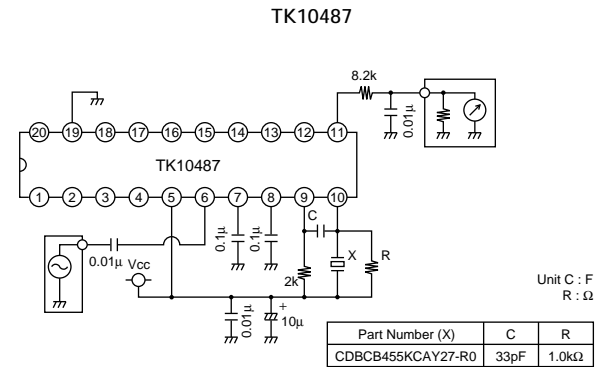 TK10487
8.2k
0.01μ
20 19 18 17 16 15 14 13 12 11
TK10487
1 2 3 4 5 6 7 8 9 10
C
0.01μ
Vcc
0.1μ
0.1μ
2k
X
R
0.01μ
+
10μ
Unit C : F
R : Ω
Part Number (X) C R
CDBCB455KCAY27-R0 33pF 1.0kΩ